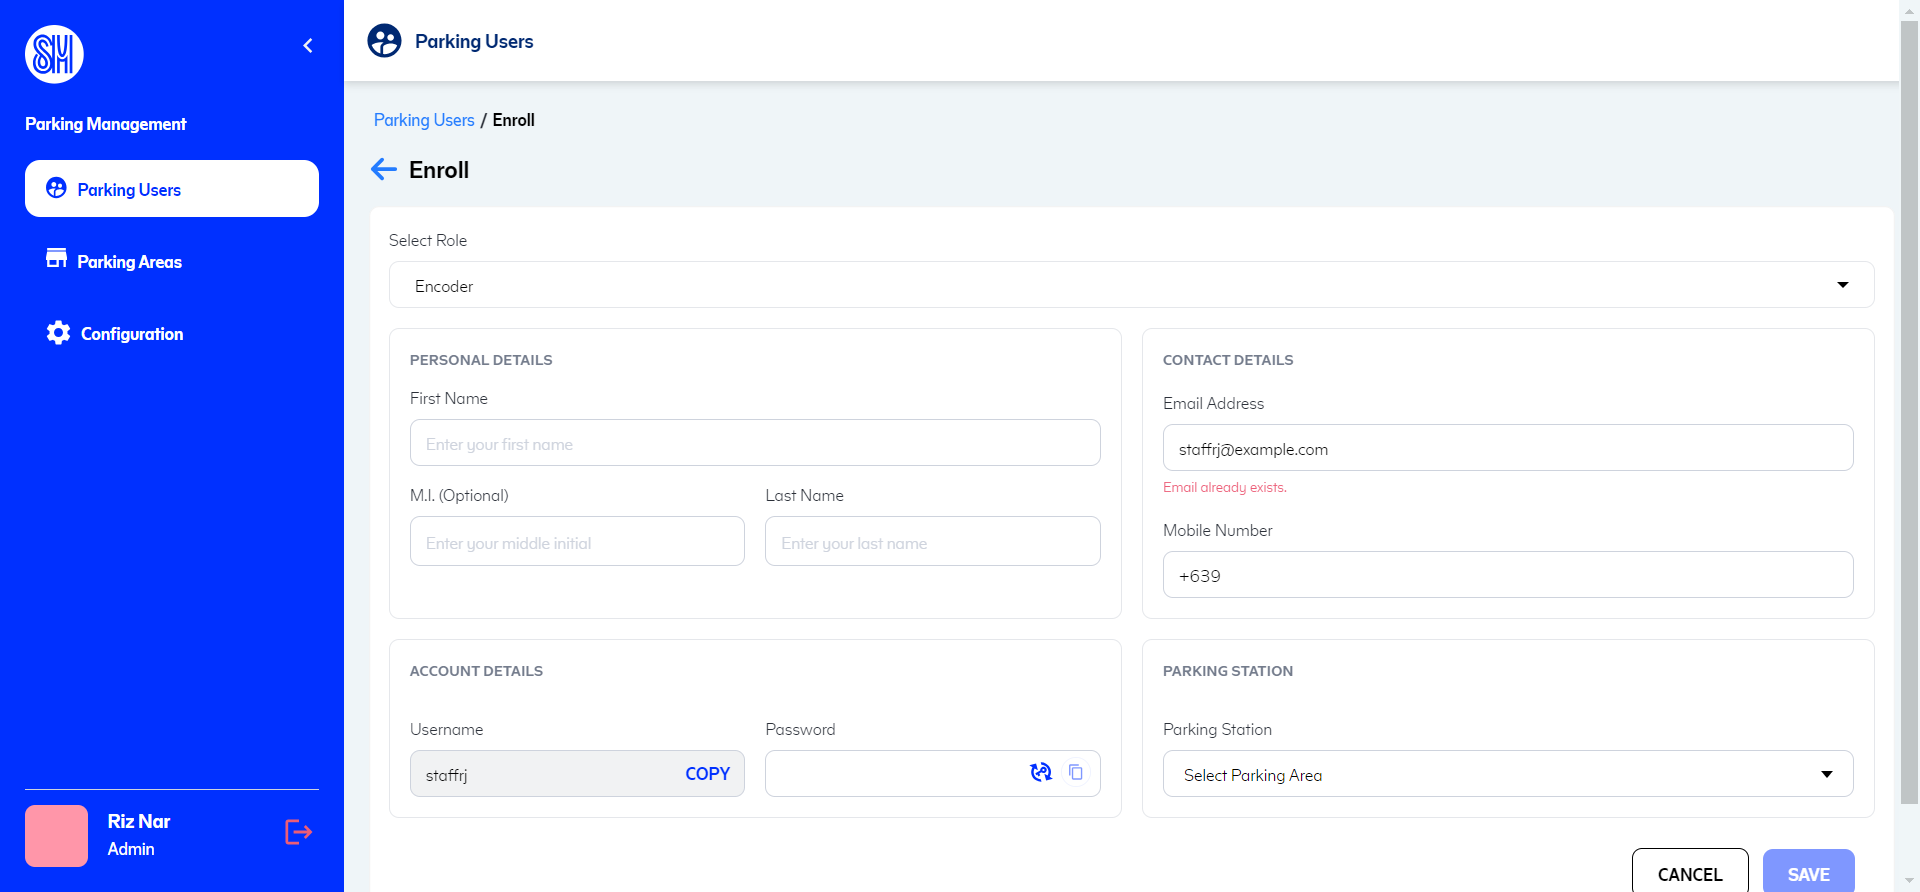 SM
Parking Management
Parking Users
Parking Areas
Configuration
Riz Nar
Admin
Parking Users
Parking Users / Enroll
Enroll
Select Role
Encoder
PERSONAL DETAILS
First Name
Enter your first name
M.I. (Optional)
Enter your middle initial
Last Name
Enter your last name
CONTACT DETAILS
Email Address
staffrj@example.com
Email already exists.
Mobile Number
+639
ACCOUNT DETAILS
Username
staffrj COPY
Password
PARKING STATION
Parking Station
Select Parking Area
CANCEL SAVE